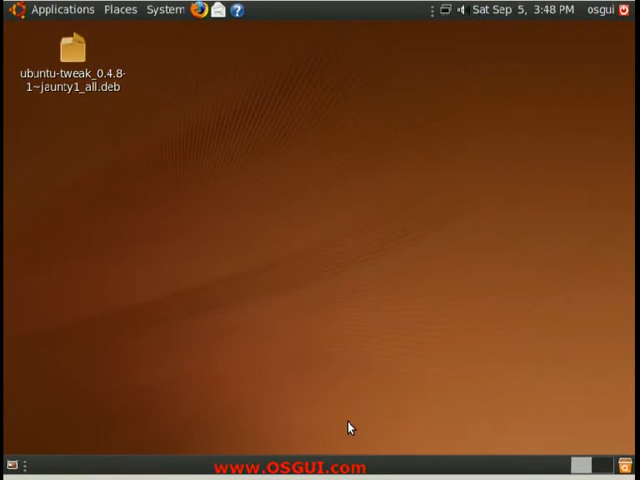 Applications Places System Sat Sep 5, 3:48 PM osgui
ubuntu-tweak_0.4.8-
1~jaunty1_all.deb
www.OSGUI.com